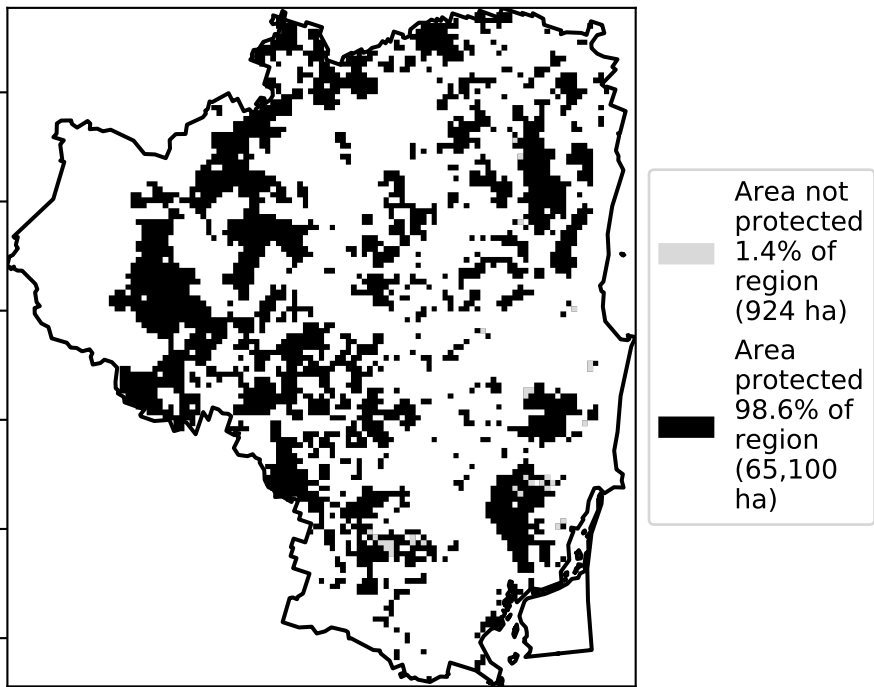 Area not
protected
1.4% of
region
(924 ha)
Area
protected
98.6% of
region
(65,100
ha)